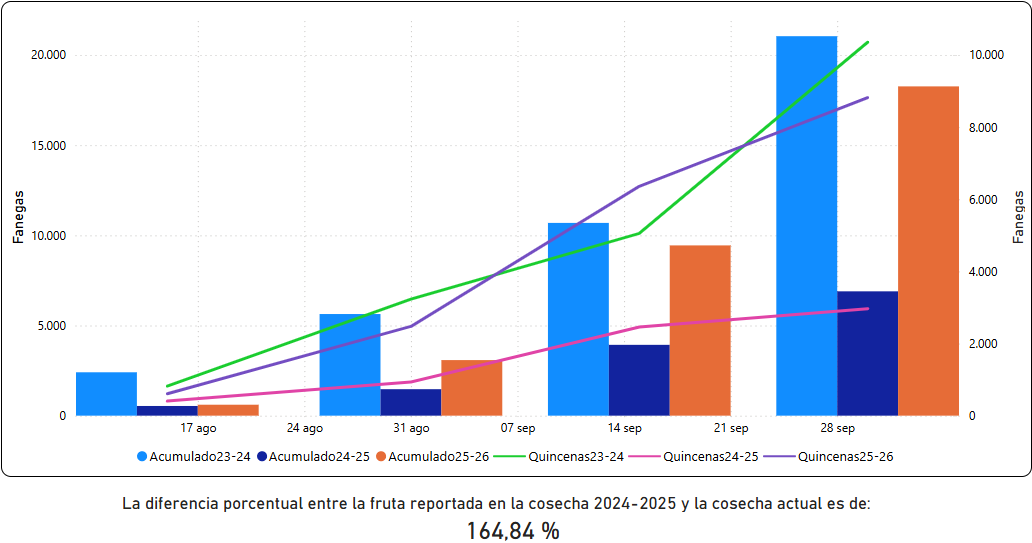 20.000
15.000
10.000
5.000
0
Fanegas
10.000
8.000
6.000
4.000
2.000
0
Fanegas
17 ago 24 ago 31 ago 07 sep 14 sep 21 sep 28 sep
Acumulado23-24 Acumulado24-25 Acumulado25-26 Quincenas23-24 Quincenas24-25 Quincenas25-26
La diferencia porcentual entre la fruta reportada en la cosecha 2024-2025 y la cosecha actual es de:
164,84 %